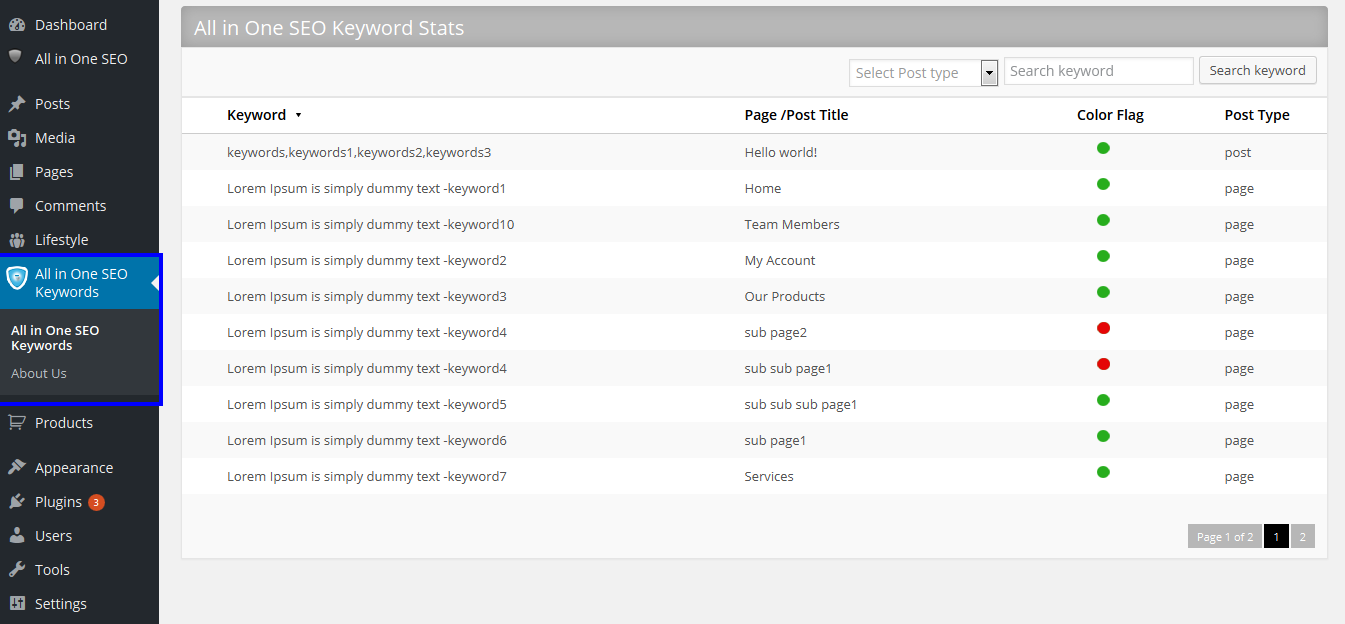 Dashboard
All in One SEO
Posts
Media
Pages
Comments
Lifestyle
All in One SEO
Keywords
All in One SEO
Keywords
About Us
Products
Appearance
Plugins 3
Users
Tools
Settings
All in One SEO Keyword Stats
Select Post type Search keyword Search keyword
Keyword Page /Post Title Color Flag Post Type
keywords,keywords1,keywords2,keywords3 Hello world! post
Lorem Ipsum is simply dummy text -keyword1 Home page
Lorem Ipsum is simply dummy text -keyword10 Team Members page
Lorem Ipsum is simply dummy text -keyword2 My Account page
Lorem Ipsum is simply dummy text -keyword3 Our Products page
Lorem Ipsum is simply dummy text -keyword4 sub page2 page
Lorem Ipsum is simply dummy text -keyword4 sub sub page1 page
Lorem Ipsum is simply dummy text -keyword5 sub sub sub page1 page
Lorem Ipsum is simply dummy text -keyword6 sub page1 page
Lorem Ipsum is simply dummy text -keyword7 Services page
Page 1 of 2 1 2